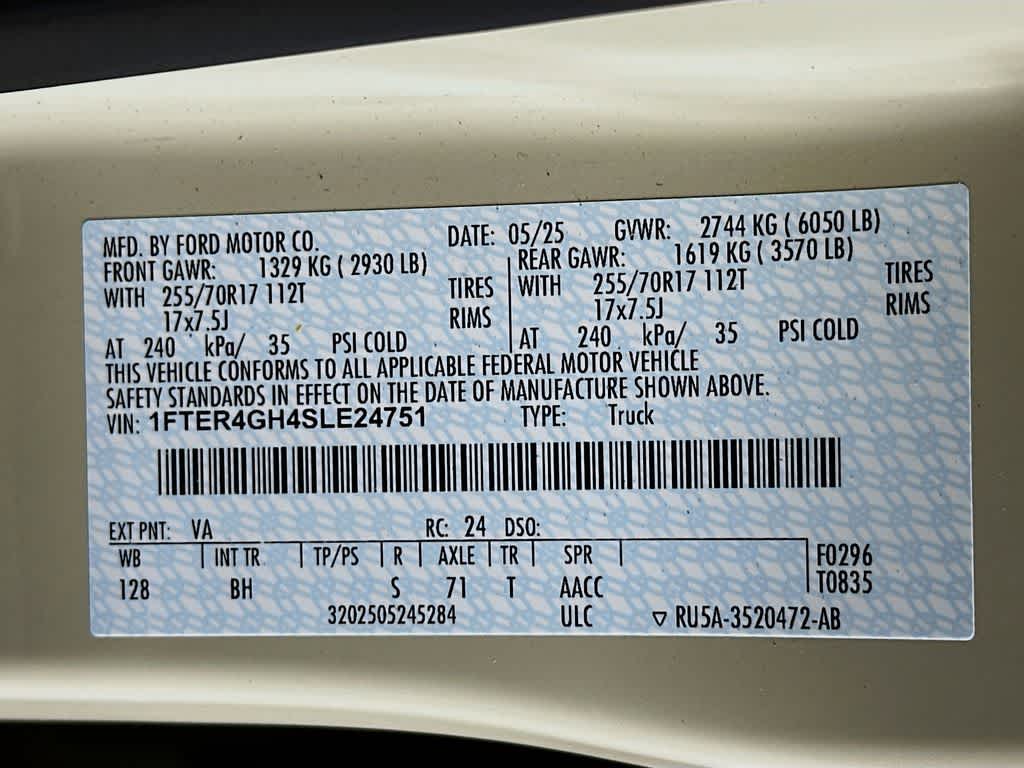 MFD. BY FORD MOTOR CO. DATE: 05/25 GVWR: 2744 KG ( 6050 LB)
FRONT GAWR: 1329 KG ( 2930 LB) REAR GAWR: 1619 KG ( 3570 LB)
WITH 255/70R17 112T TIRES WITH 255/70R17 112T TIRES
17x7.5J RIMS 17x7.5J RIMS
AT 240 kPa/ 35 PSI COLD AT 240 kPa/ 35 PSI COLD
THIS VEHICLE CONFORMS TO ALL APPLICABLE FEDERAL MOTOR VEHICLE
SAFETY STANDARDS IN EFFECT ON THE DATE OF MANUFACTURE SHOWN ABOVE.
VIN: 1FTER4GH4SLE24751 TYPE: Truck
EXT PNT: VA RC: 24 DSO:
WB INT TR TP/PS R AXLE TR SPR F0296
128 BH S 71 T AACC T0835
3202505245284 ULC ▽ RU5A-3520472-AB